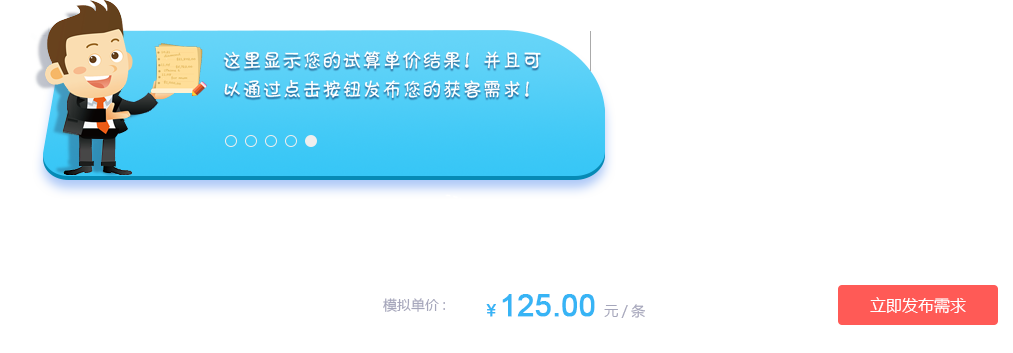 这里显示您的试算单价结果！并且可
以通过点击按钮发布您的获客需求！
模拟单价： ¥125.00 元/条 立即发布需求